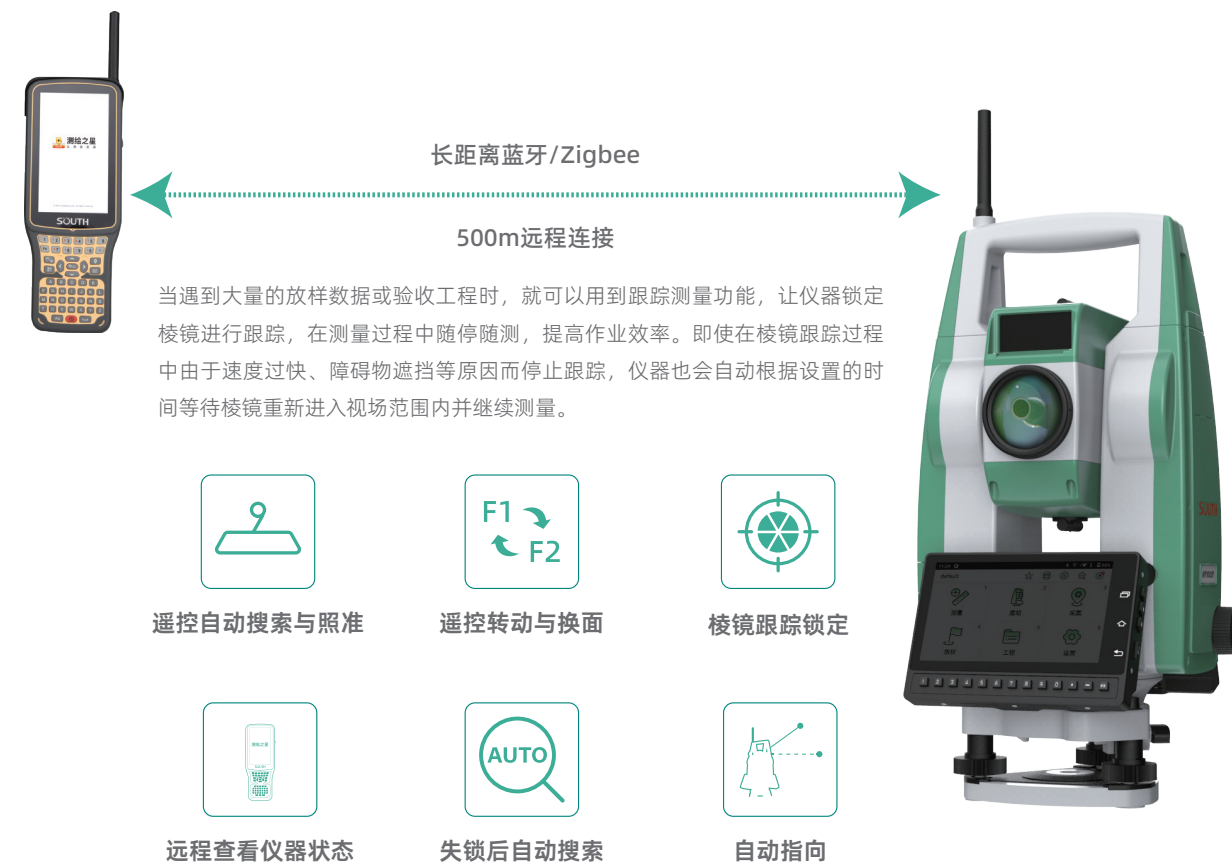 测绘之星
SOUTH
长距离蓝牙/Zigbee
500m远程连接
当遇到大量的放样数据或验收工程时，就可以用到跟踪测量功能，让仪器锁定
棱镜进行跟踪，在测量过程中随停随测，提高作业效率。即使在棱镜跟踪过程
中由于速度过快、障碍物遮挡等原因而停止跟踪，仪器也会自动根据设置的时
间等待棱镜重新进入视场范围内并继续测量。
SOUTH
default
工程
F1
F2
遥控自动搜索与照准
遥控转动与换面
棱镜跟踪锁定
测绘之星
SOUTH
AUTO
远程查看仪器状态
失锁后自动搜索
自动指向